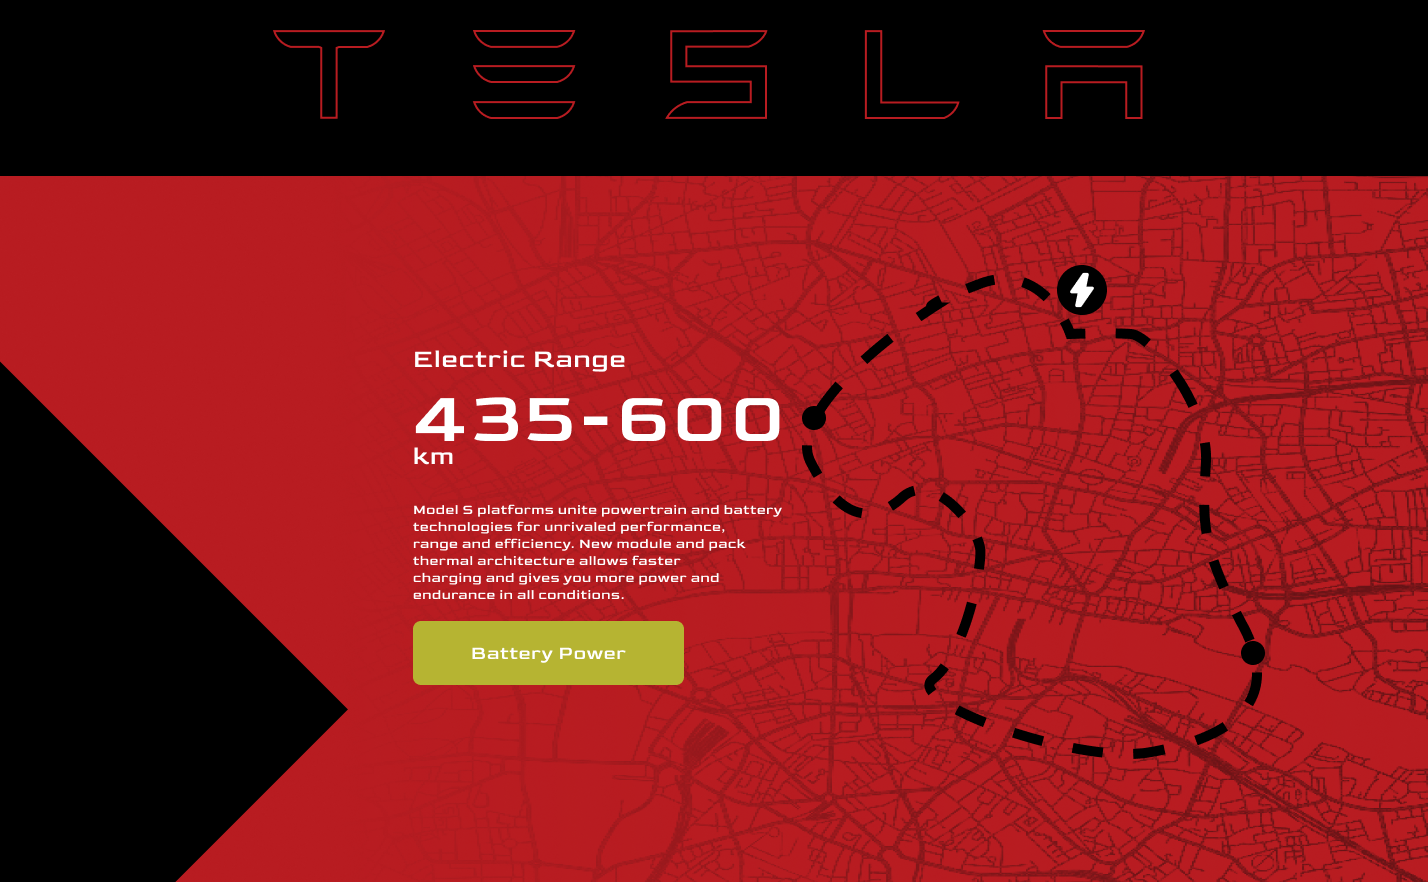 TESLA
Electric Range
435-600
km
Model S platforms unite powertrain and battery
technologies for unrivaled performance,
range and efficiency. New module and pack
thermal architecture allows faster
charging and gives you more power and
endurance in all conditions.
Battery Power